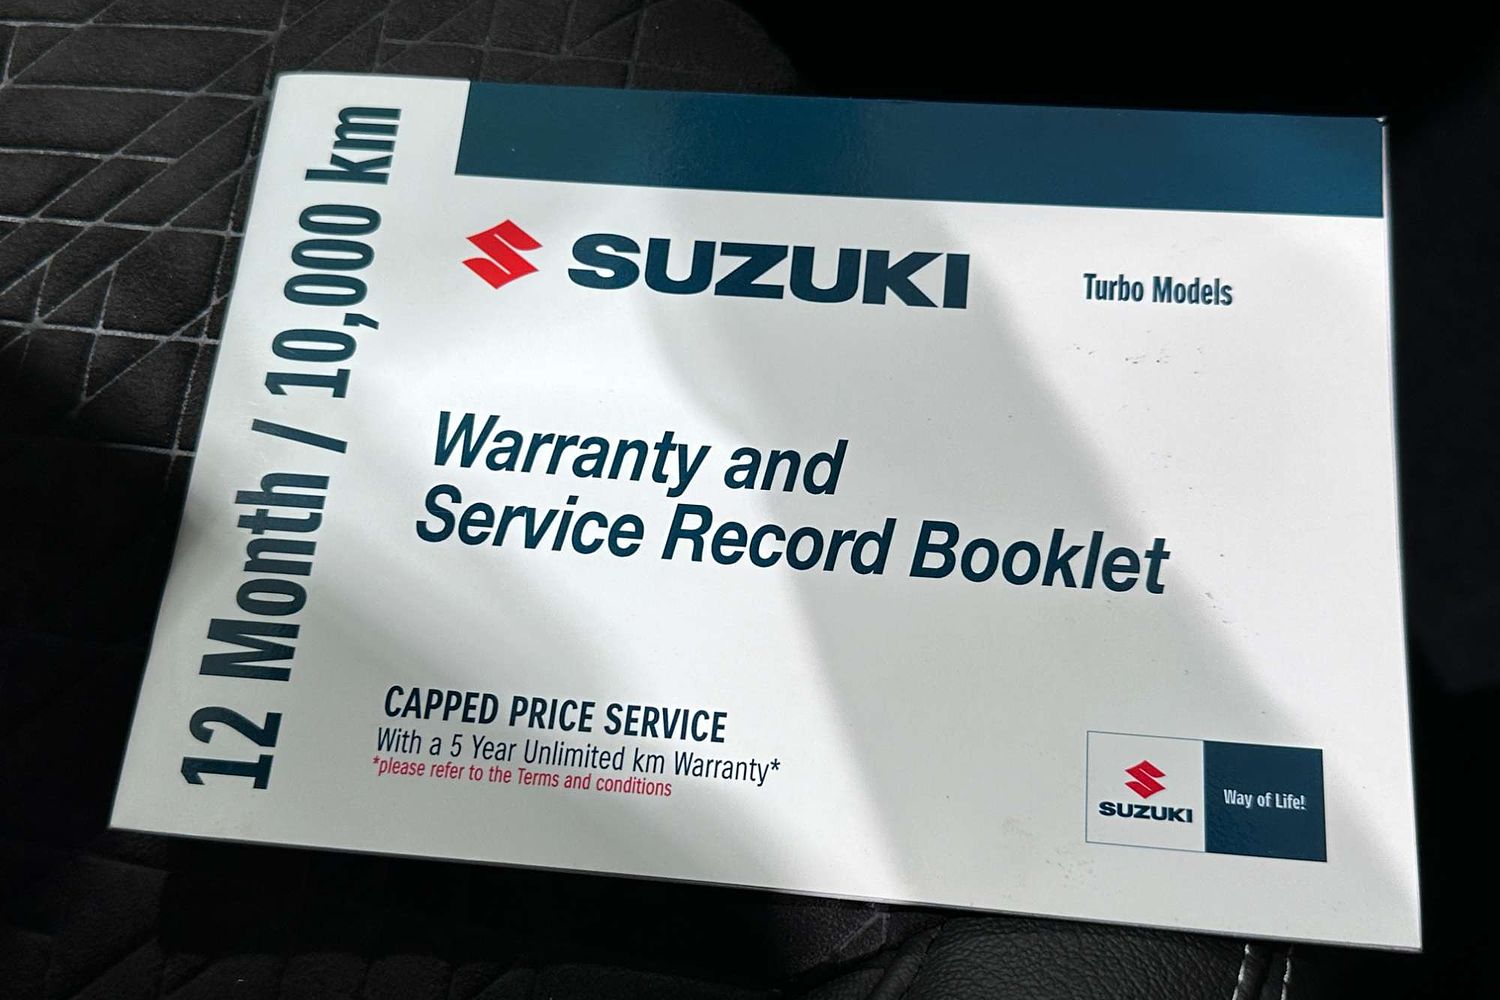 12 Month / 10,000 km
SUZUKI
Turbo Models
Warranty and
Service Record Booklet
CAPPED PRICE SERVICE
With a 5 Year Unlimited km Warranty*
*please refer to the Terms and conditions
SUZUKI
Way of Life!